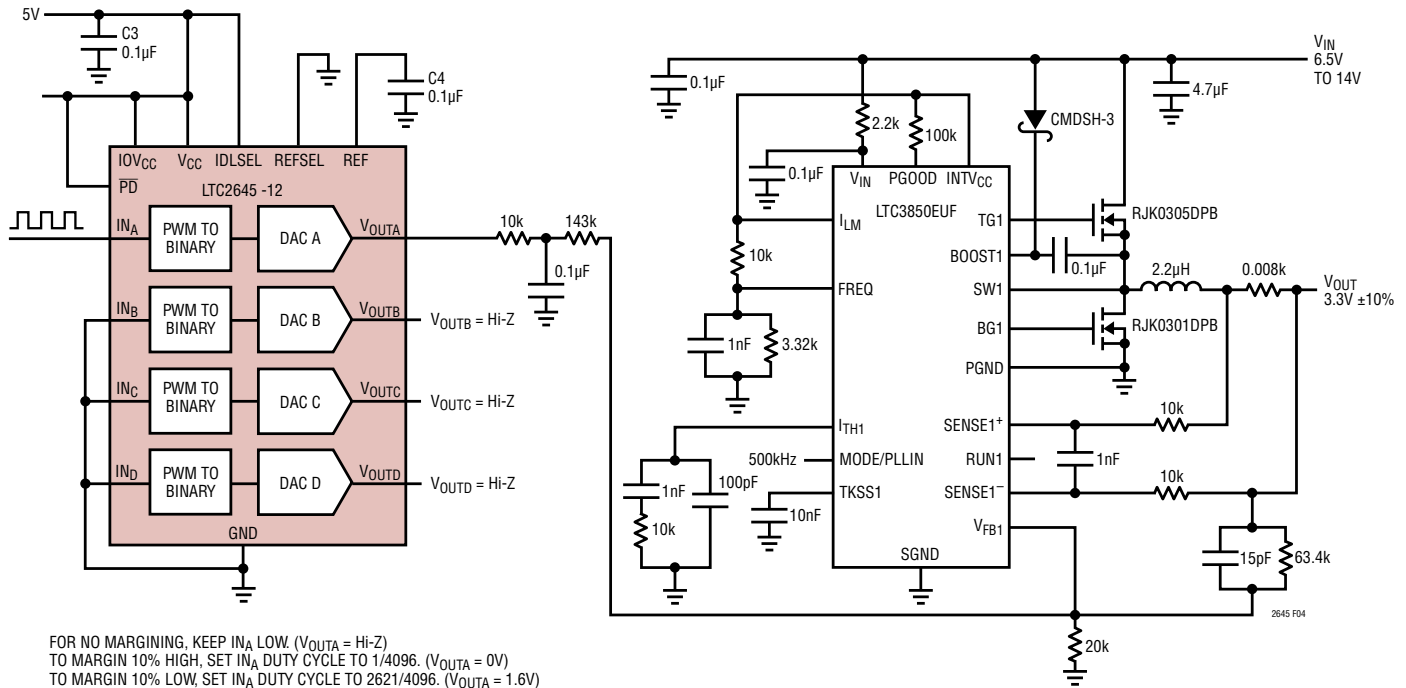 5V
C3
0.1µF
C4
0.1µF
IOVCC
VCC
IDLSEL
REFSEL
REF
PD
LTC2645 -12
INA
PWM TO
BINARY
DAC A
VOUTA
INB
PWM TO
BINARY
DAC B
VOUTB
VOUTB = Hi-Z
INC
PWM TO
BINARY
DAC C
VOUTC
VOUTC = Hi-Z
IND
PWM TO
BINARY
DAC D
VOUTD
VOUTD = Hi-Z
GND
10k
143k
0.1µF
VIN
6.5V
TO 14V
0.1µF
2.2k
100k
CMDSH-3
4.7µF
0.1µF
VIN
PGOOD
INTVCC
LTC3850EUF
ILM
10k
FREQ
1nF
3.32k
ITH1
1nF
100pF
10k
500kHz
MODE/PLLIN
TKSS1
10nF
SGND
TG1
RJK0305DPB
BOOST1
0.1µF
SW1
2.2µH
0.008k
VOUT
3.3V ±10%
BG1
RJK0301DPB
PGND
SENSE1+
10k
RUN1
1nF
SENSE1–
10k
VFB1
15pF
63.4k
20k
2645 F04
FOR NO MARGINING, KEEP INA LOW. (VOUTA = Hi-Z)
TO MARGIN 10% HIGH, SET INA DUTY CYCLE TO 1/4096. (VOUTA = 0V)
TO MARGIN 10% LOW, SET INA DUTY CYCLE TO 2621/4096. (VOUTA = 1.6V)